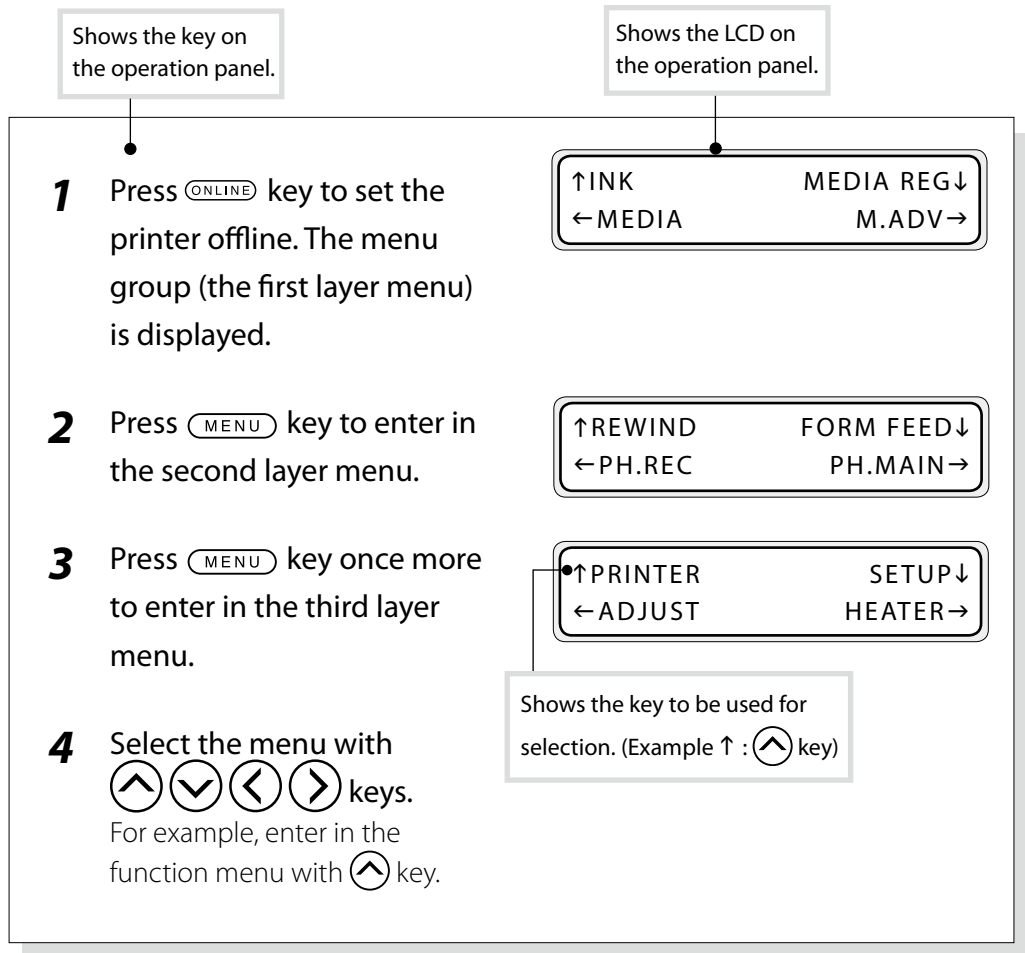 Shows the key on
the operation panel.
Shows the LCD on
the operation panel.
1 Press ONLINE key to set the
printer offline. The menu
group (the first layer menu)
is displayed.
↑INK MEDIA REG↓
←MEDIA M.ADV→
2 Press MENU key to enter in
the second layer menu.
↑REWIND FORM FEED↓
←PH.REC PH.MAIN→
3 Press MENU key once more
to enter in the third layer
menu.
↑PRINTER SETUP↓
←ADJUST HEATER→
Shows the key to be used for
selection. (Example ↑ : key)
4 Select the menu with
keys.
For example, enter in the
function menu with key.